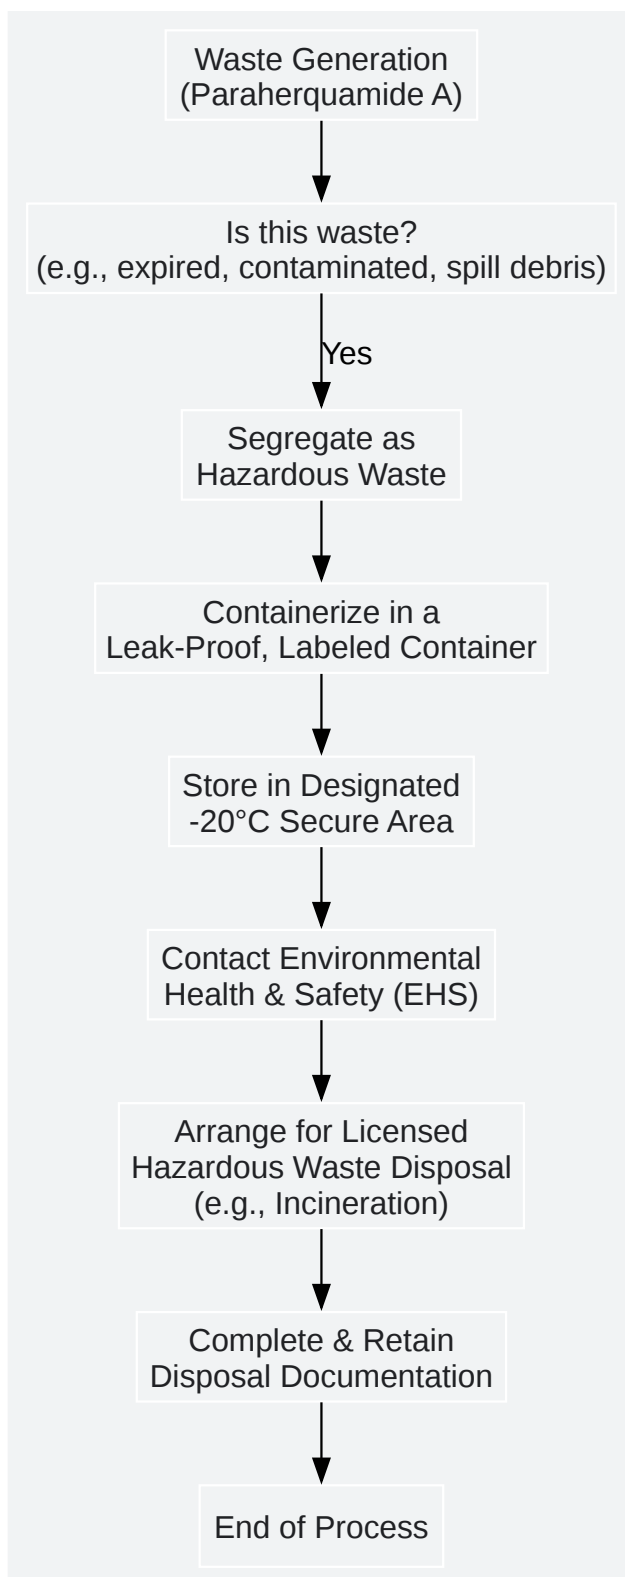 Waste Generation
(Paraherquamide A)
Is this waste?
(e.g., expired, contaminated, spill debris)
Yes
Segregate as
Hazardous Waste
Containerize in a
Leak-Proof, Labeled Container
Store in Designated
-20°C Secure Area
Contact Environmental
Health & Safety (EHS)
Arrange for Licensed
Hazardous Waste Disposal
(e.g., Incineration)
Complete & Retain
Disposal Documentation
End of Process